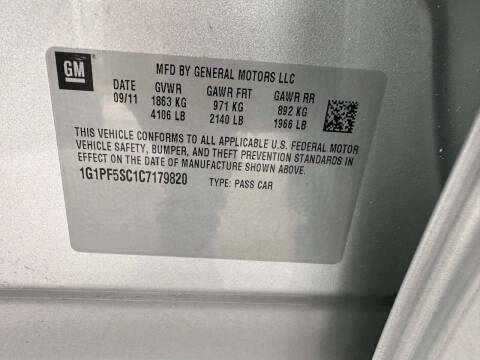 GM
MFD BY GENERAL MOTORS LLC
DATE GVWR GAWR FRT GAWR RR
09/11 1863 KG 971 KG 892 KG
4106 LB 2140 LB 1966 LB
THIS VEHICLE CONFORMS TO ALL APPLICABLE U.S. FEDERAL MOTOR
VEHICLE SAFETY, BUMPER, AND THEFT PREVENTION STANDARDS IN
EFFECT ON THE DATE OF MANUFACTURE SHOWN ABOVE.
1G1PF5SC1C7179820 TYPE: PASS CAR